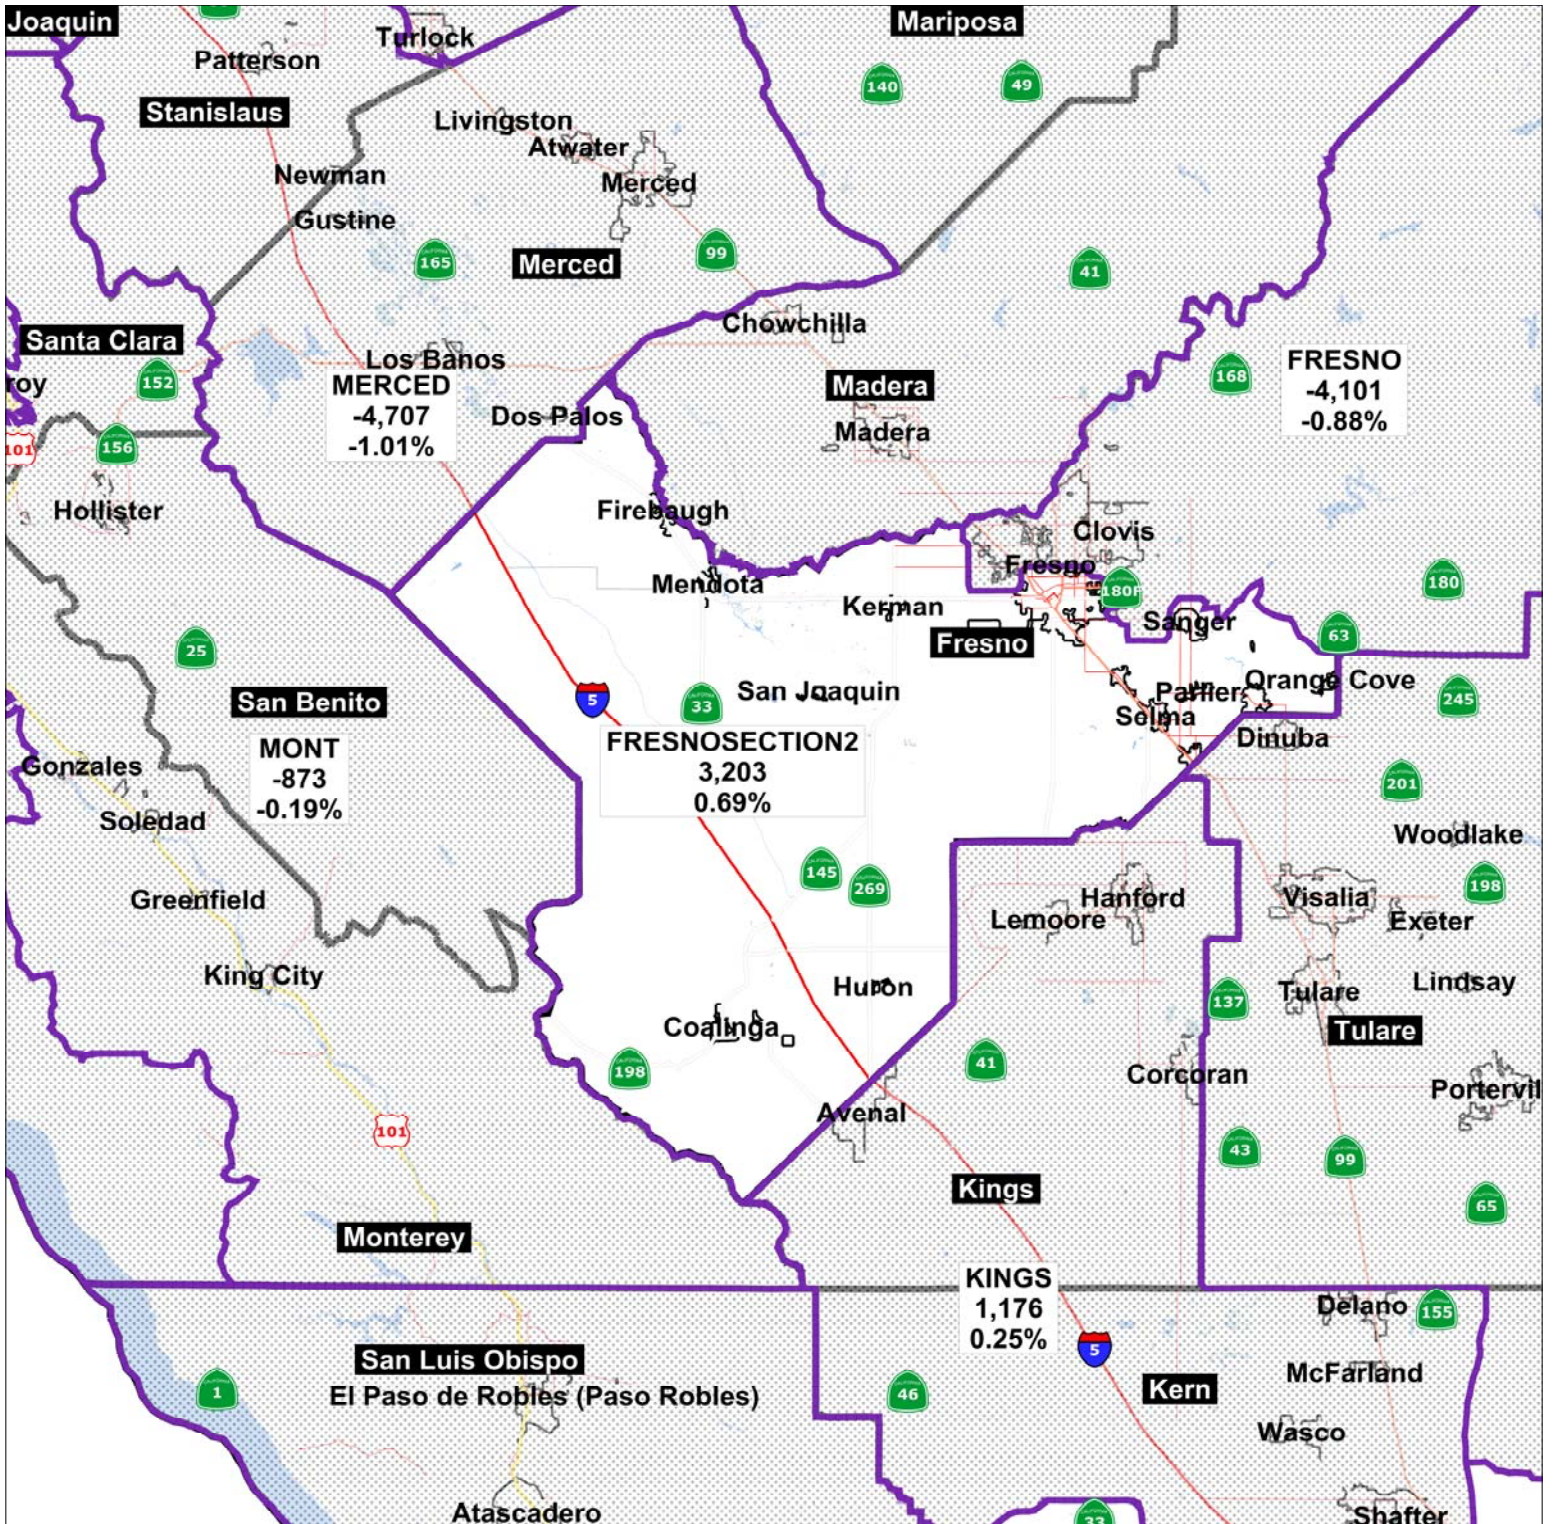 Joaquin
Mariposa
Turlock
Patterson
140
49
Stanislaus
Livingston
Atwater
Newman
Merced
Gustine
165
Merced
99
41
Chowchilla
Santa Clara
152
Los Banos
roy
MERCED
-4,707
-1.01%
Madera
168
FRESNO
-4,101
-0.88%
Dos Palos
Madera
101
156
Hollister
Firebaugh
Clovis
Fresno
Mendota
180
Kerman
Sanger
Fresno
63
25
San Joaquin
Parlier
Orange Cove
San Benito
5
33
Selma
245
MONT
-873
-0.19%
FRESNOSECTION2
3,203
0.69%
Dinuba
Gonzales
201
Soledad
Woodlake
145
269
198
Greenfield
Hanford
Visalia
Lemoore
Exeter
King City
Huron
Tulare
Lindsay
137
Coalinga
Tulare
198
41
Corcoran
Portervil
Avenal
101
43
99
Kings
65
Monterey
KINGS
1,176
0.25%
Delano
155
5
San Luis Obispo
McFarland
1
El Paso de Robles (Paso Robles)
46
Kern
Wasco
Atascadero
33
Shafter